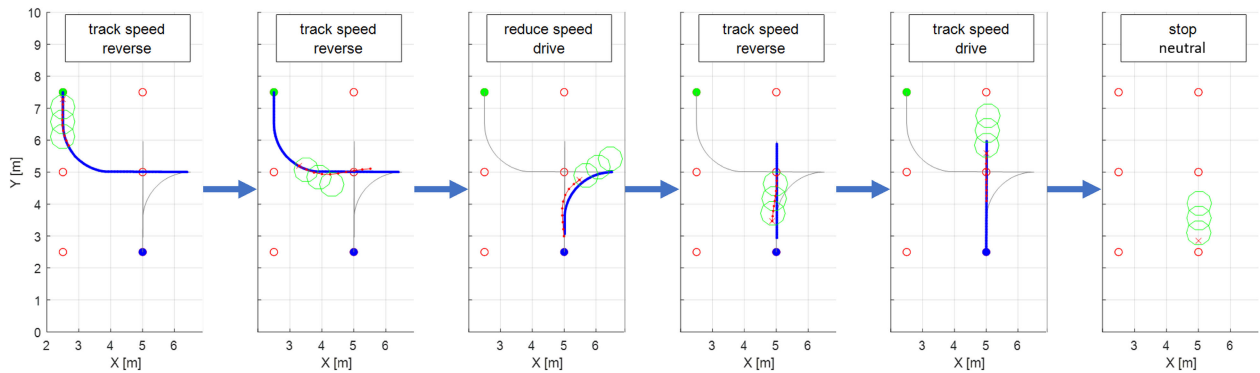 track speed
reverse
track speed
reverse
reduce speed
drive
track speed
reverse
track speed
drive
stop
neutral
10
9
8
7
6
5
4
3
2
1
0
Y [m]
2 3 4 5 6
3 4 5 6
3 4 5 6
3 4 5 6
3 4 5 6
3 4 5 6
X [m]
X [m]
X [m]
X [m]
X [m]
X [m]